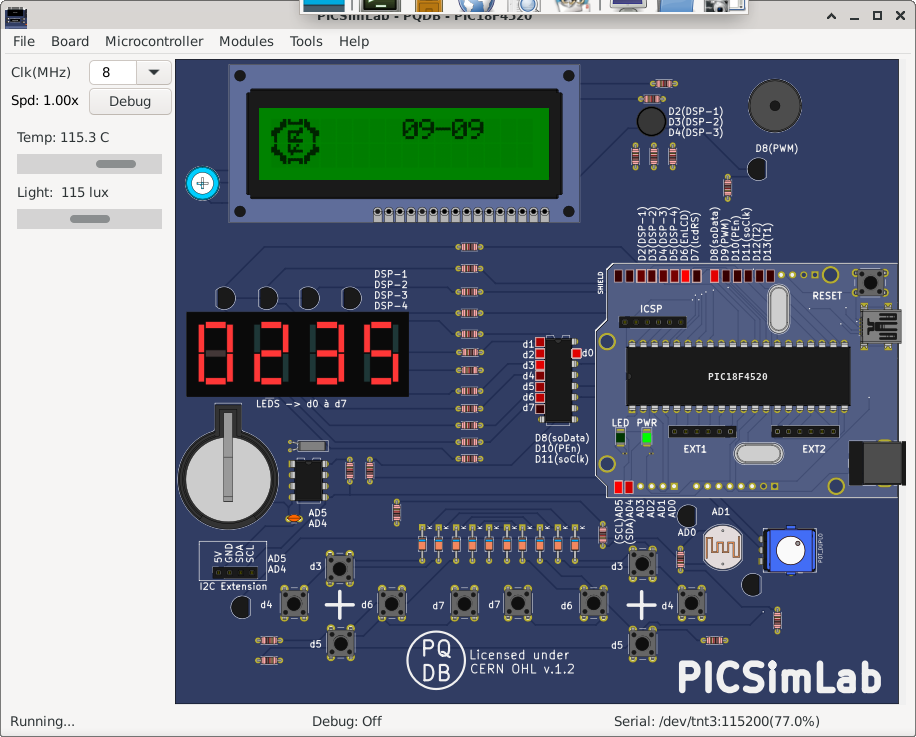 PICSimLab - PQDB - PIC18F4520
File Board Microcontroller Modules Tools Help
Clk(MHz) 8
Spd: 1.00x Debug
Temp: 115.3 C
Light: 115 lux
FRI 09-09
D2(DSP-1)
D3(DSP-2)
D4(DSP-3)
D8(PWM)
D2(DSP-1)
D3(DSP-2)
D4(DSP-3)
D5(DSP-4)
D6(EnLCD)
D7(lcdRS)
D8(soData)
D9(PWM)
D10(PEn)
D11(soClk)
D12(T2)
D13(T1)
DSP-1
DSP-2
DSP-3
DSP-4
0235
LEDS -> d0 à d7
SHIELD
ICSP
RESET
d1
d2
d3
d4
d5
d6
d7
d0
PIC18F4520
LED PWR
EXT1 EXT2
D8(soData)
D10(PEn)
D11(soClk)
AD5
AD4
(SCL)AD5
(SDA)AD4
AD3
AD2
AD1
AD0
AD0
AD1
POT_DUPLO
5V
GND
SDA
SCL
AD5
AD4
I2C Extension
K K K K K K K K K K
d3
d4 d6 d7
d5
d3
d7 d6 d4
d5
PQ
DB
Licensed under
CERN OHL v.1.2
PICSimLab
Running... Debug: Off Serial: /dev/tnt3:115200(77.0%)